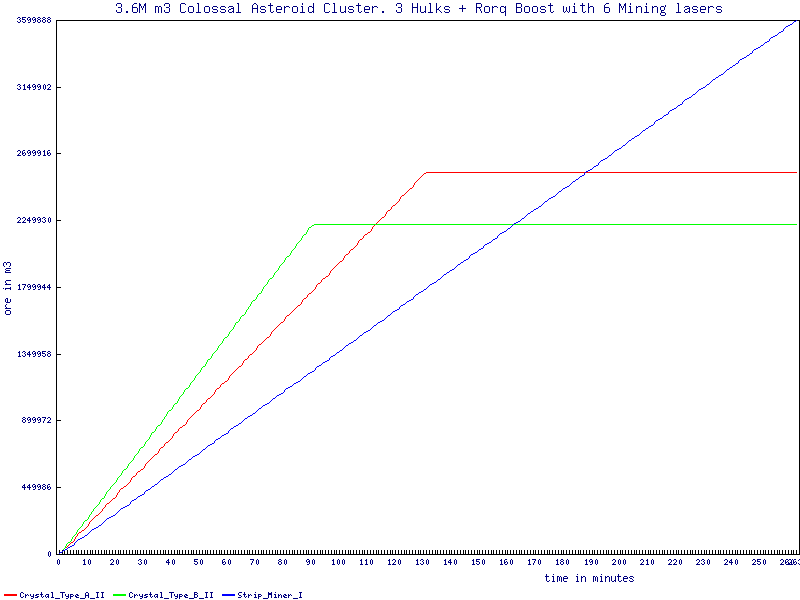 3.6M m3 Colossal Asteroid Cluster. 3 Hulks + Rorq Boost with 6 Mining lasers
3599888
3149902
2699916
2249930
1799944
1349958
899972
449986
0
ore in m3
0 10 20 30 40 50 60 70 80 90 100 110 120 130 140 150 160 170 180 190 200 210 220 230 240 250 260 263
time in minutes
Crystal_Type_A_II Crystal_Type_B_II Strip_Miner_I